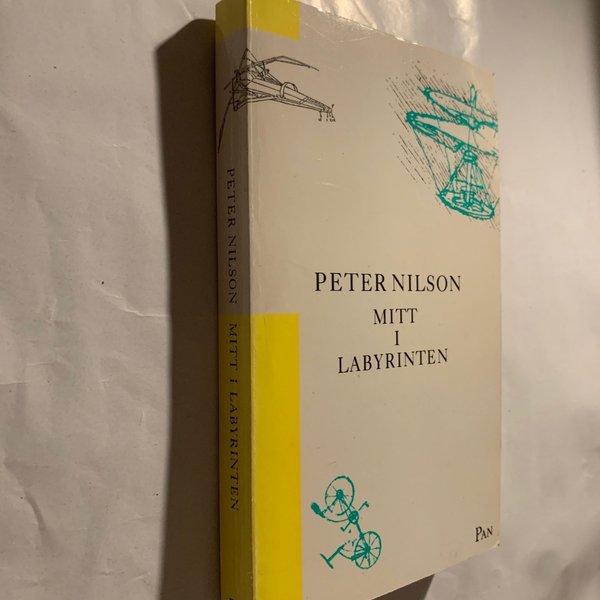 PETER NILSON MITT I LABYRINTEN
PETER NILSON
MITT
I
LABYRINTEN
PAN